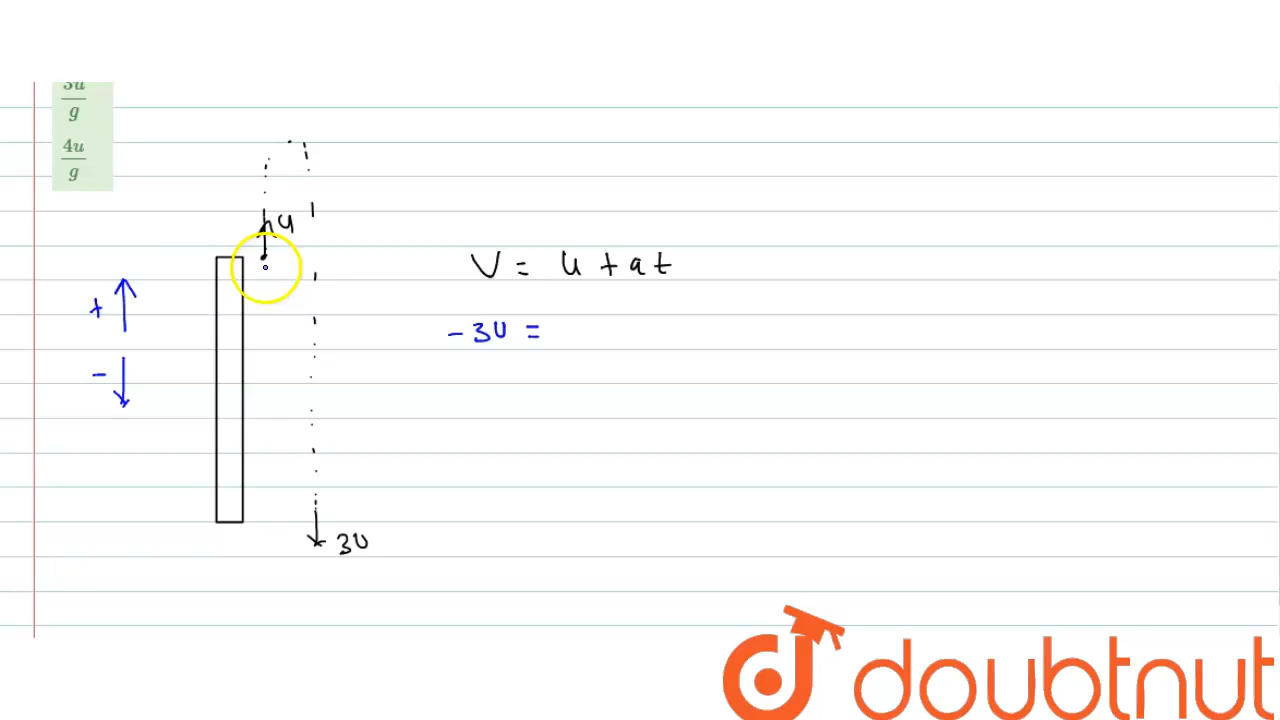 3u
g
4u
g
u
+
V = u + at
-3u =
-
3u
doubtnut